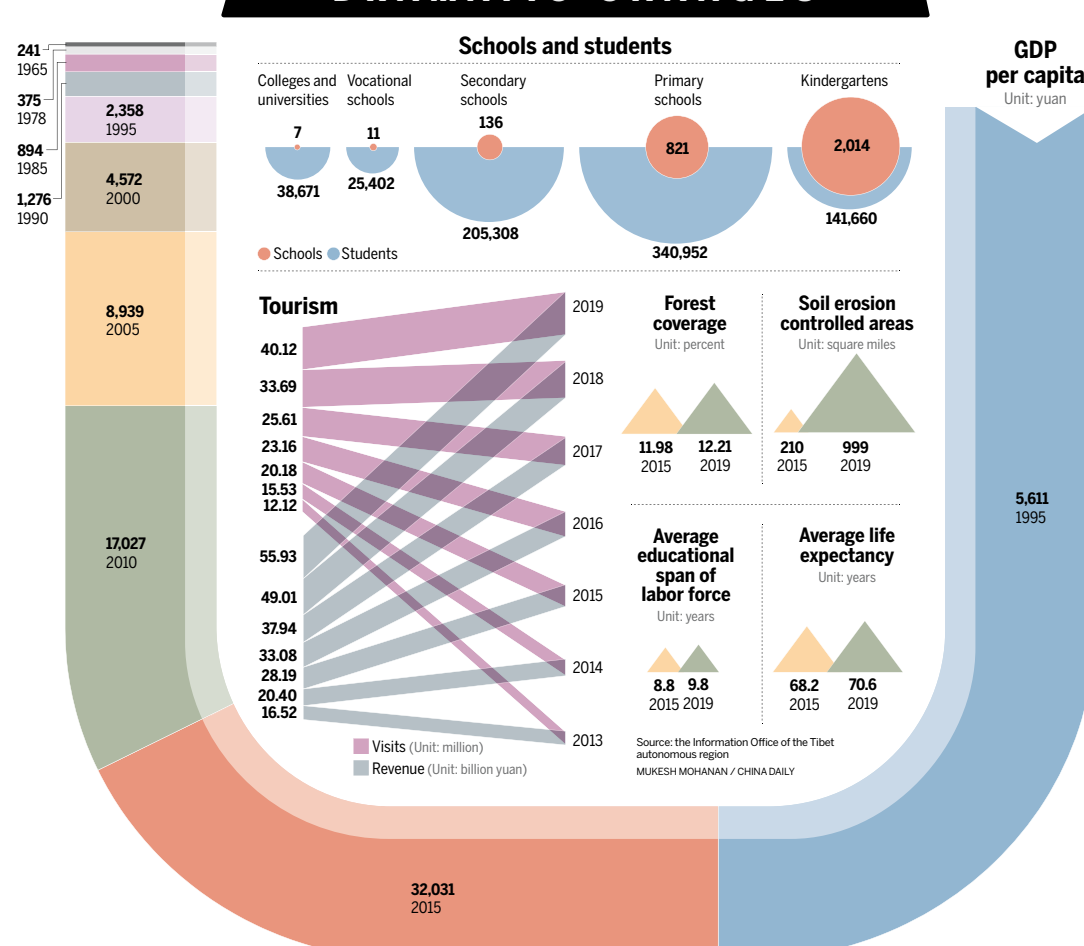 Schools and students
Colleges and
universities
Vocational
schools
Secondary
schools
Primary
schools
Kindergartens
7
11
136
821
2,014
38,671
25,402
205,308
340,952
141,660
Schools
Students
GDP
per capita
Unit: yuan
241
1965
375
1978
894
1985
1,276
1990
2,358
1995
4,572
2000
8,939
2005
17,027
2010
32,031
2015
5,611
1995
Tourism
40.12
33.69
25.61
23.16
20.18
15.53
12.12
55.93
49.01
37.94
33.08
28.19
20.40
16.52
2019
2018
2017
2016
2015
2014
2013
Visits (Unit: million)
Revenue (Unit: billion yuan)
Forest
coverage
Unit: percent
11.98
2015
12.21
2019
Soil erosion
controlled areas
Unit: square miles
210
2015
999
2019
Average
educational
span of
labor force
Unit: years
8.8
2015
9.8
2019
Average life
expectancy
Unit: years
68.2
2015
70.6
2019
Source: the Information Office of the Tibet
autonomous region
MUKESH MOHANAN / CHINA DAILY